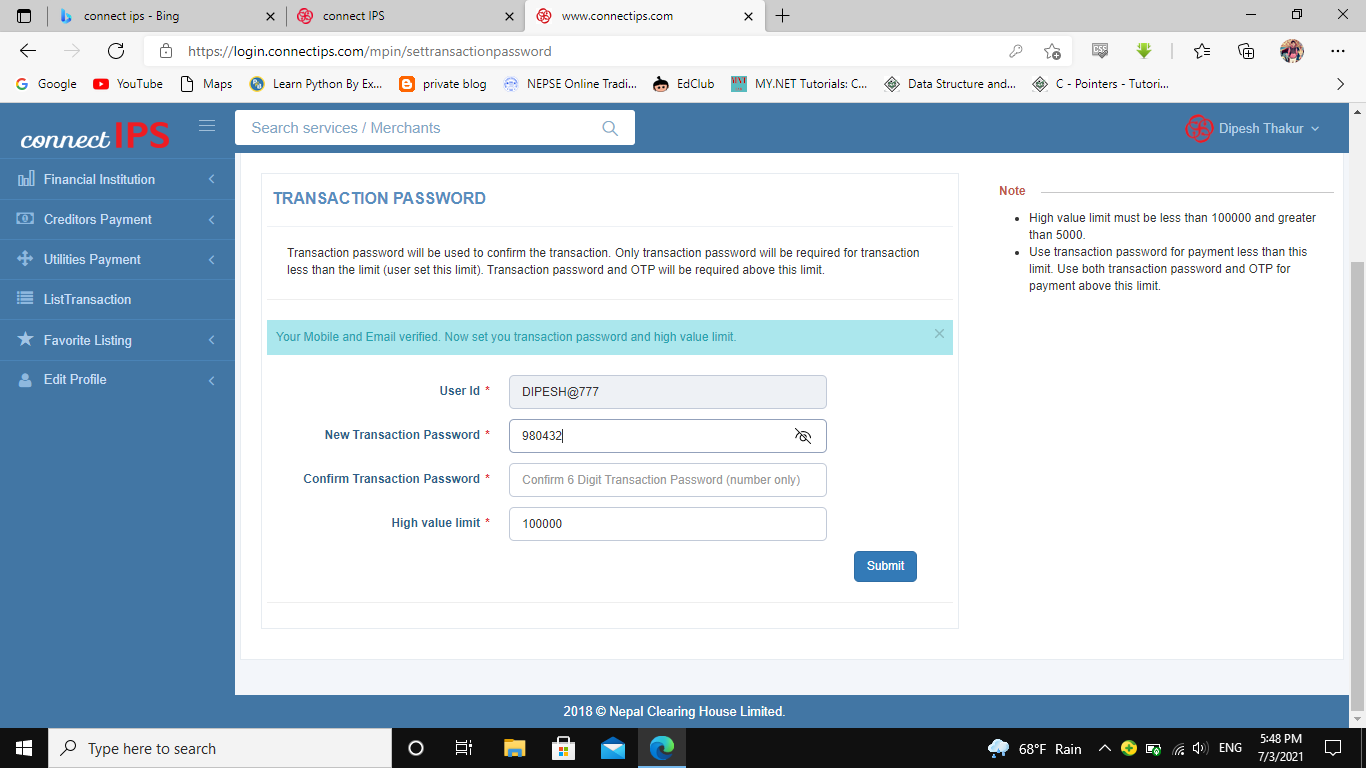 connect ips - Bing
connect IPS
www.connectips.com
https://login.connectips.com/mpin/settransactionpassword
CSS
Google
YouTube
Maps
Learn Python By Ex...
private blog
NEPSE Online Tradi...
EdClub
MY.NET Tutorials: C...
Data Structure and...
C - Pointers - Tutori...
connect IPS
Search services / Merchants
Dipesh Thakur
Financial Institution
Creditors Payment
Utilities Payment
ListTransaction
Favorite Listing
Edit Profile
TRANSACTION PASSWORD
Transaction password will be used to confirm the transaction. Only transaction password will be required for transaction
less than the limit (user set this limit). Transaction password and OTP will be required above this limit.
Your Mobile and Email verified. Now set you transaction password and high value limit.
User Id * DIPESH@777
New Transaction Password * 980432
Confirm Transaction Password * Confirm 6 Digit Transaction Password (number only)
High value limit * 100000
Submit
Note
High value limit must be less than 100000 and greater
than 5000.
Use transaction password for payment less than this
limit. Use both transaction password and OTP for
payment above this limit.
2018 © Nepal Clearing House Limited.
Type here to search
68°F Rain
ENG
5:48 PM
7/3/2021